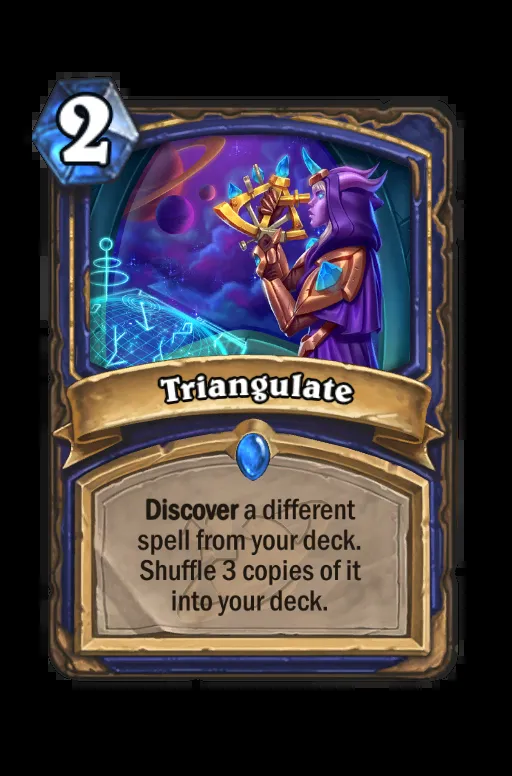 2
Triangulate
Discover a different
spell from your deck.
Shuffle 3 copies of it
into your deck.